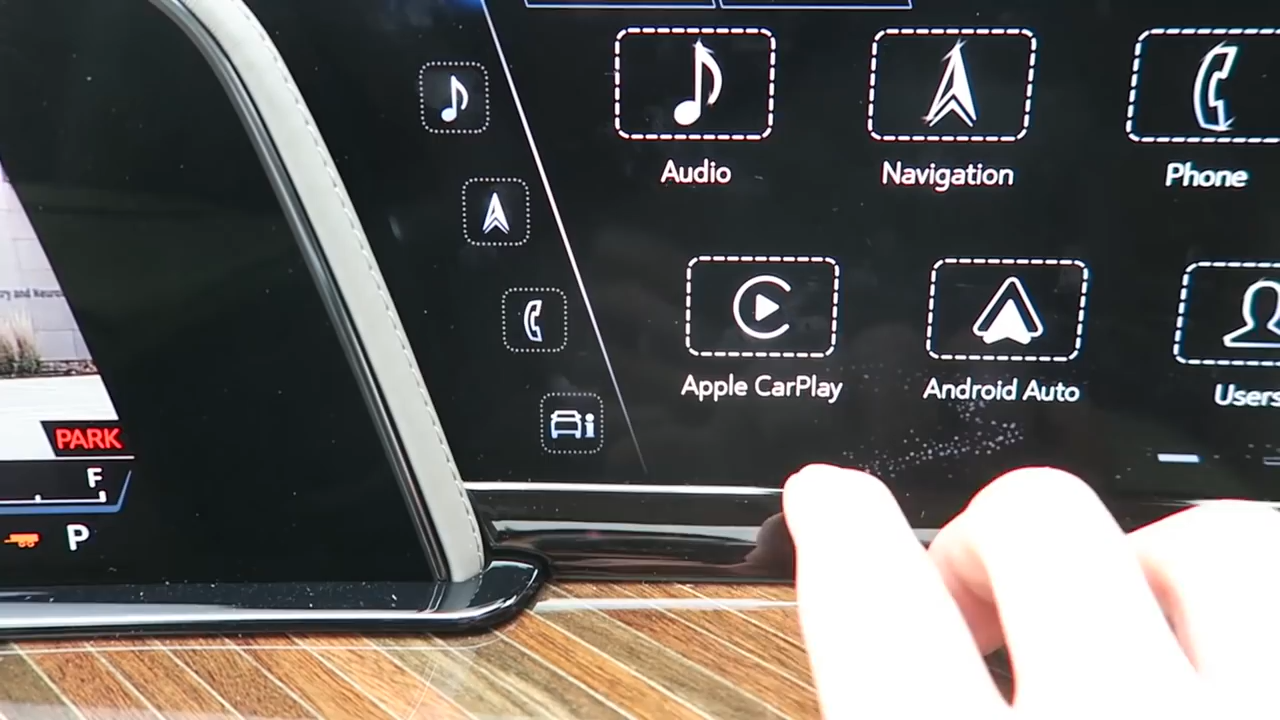 Audio
Navigation
Phone
Apple CarPlay
Android Auto
Users
PARK
F
P